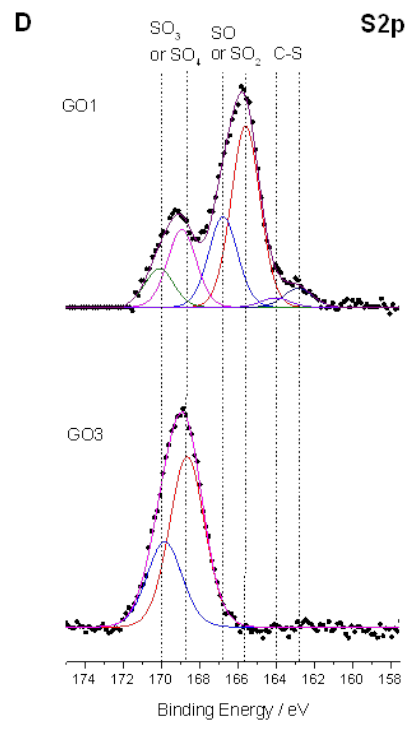 D
S2p
SO₃ SO C-S
or SO₄ or SO₂
GO1
GO3
174 172 170 168 166 164 162 160 158
Binding Energy / eV